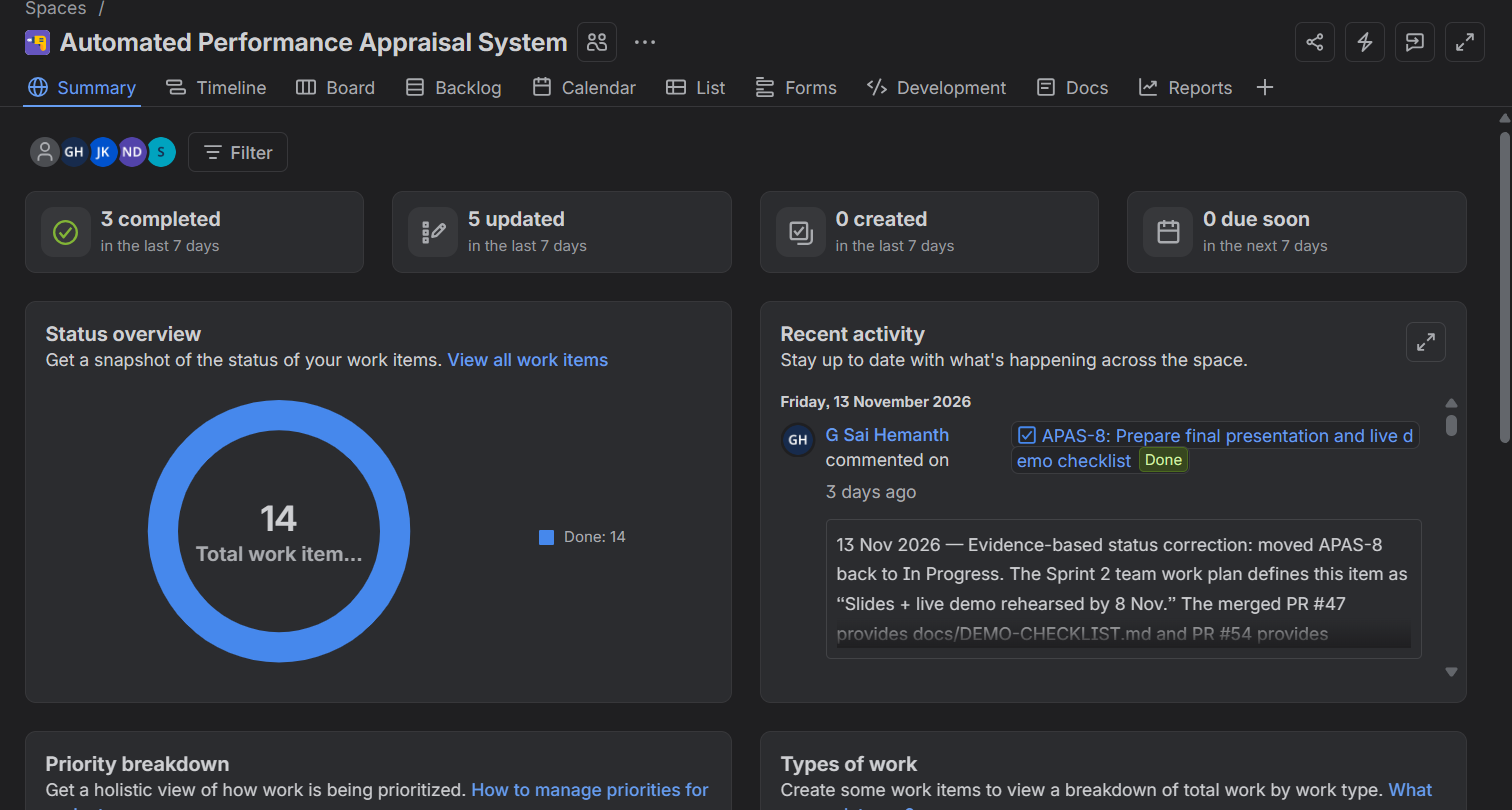 Spaces /
Automated Performance Appraisal System
Summary Timeline Board Backlog Calendar List Forms Development Docs Reports
GH JK ND S Filter
3 completed
in the last 7 days
5 updated
in the last 7 days
0 created
in the last 7 days
0 due soon
in the next 7 days
Status overview
Get a snapshot of the status of your work items. View all work items
14
Total work item...
Done: 14
Recent activity
Stay up to date with what's happening across the space.
Friday, 13 November 2026
GH
G Sai Hemanth
commented on
APAS-8: Prepare final presentation and live d
emo checklist Done
3 days ago
13 Nov 2026 — Evidence-based status correction: moved APAS-8
back to In Progress. The Sprint 2 team work plan defines this item as
“Slides + live demo rehearsed by 8 Nov.” The merged PR #47
provides docs/DEMO-CHECKLIST.md and PR #54 provides
Priority breakdown
Get a holistic view of how work is being prioritized. How to manage priorities for
Types of work
Create some work items to view a breakdown of total work by work type. What